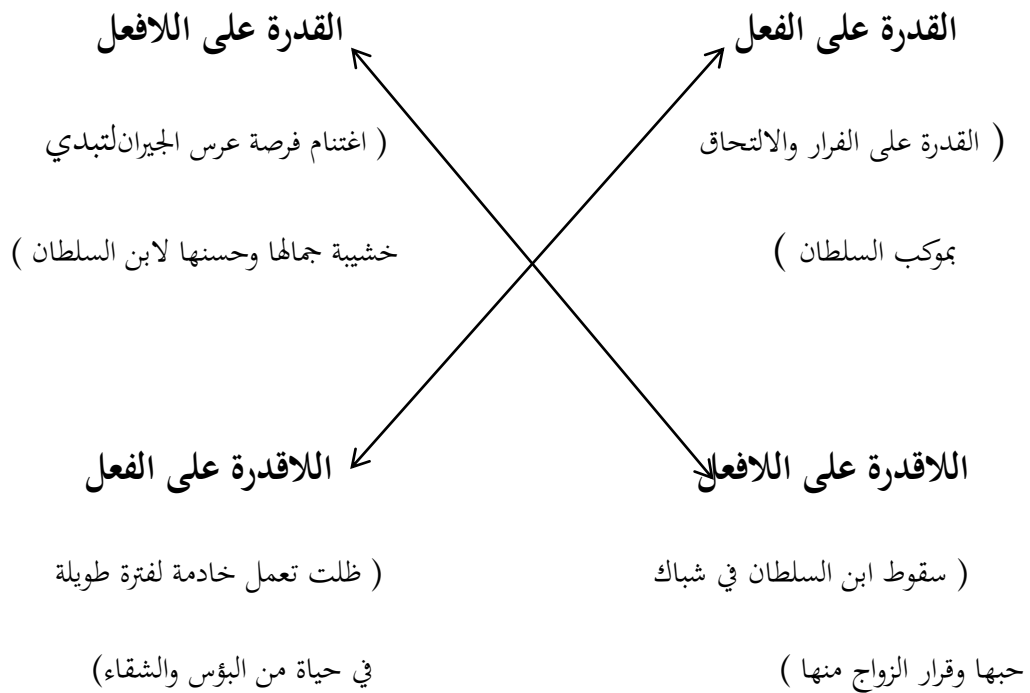 القدرة على الفعل
القدرة على اللافعل
( القدرة على الفرار والالتحاق
بموكب السلطان )
( اغتنام فرصة عرس الجيران لتبدي
خشيبة جمالها وحسنها لابن السلطان )
اللاقدرة على اللافعل
اللاقدرة على الفعل
( سقوط ابن السلطان في شباك
حبها وقرار الزواج منها )
( ظلت تعمل خادمة لفترة طويلة
في حياة من البؤس والشقاء)